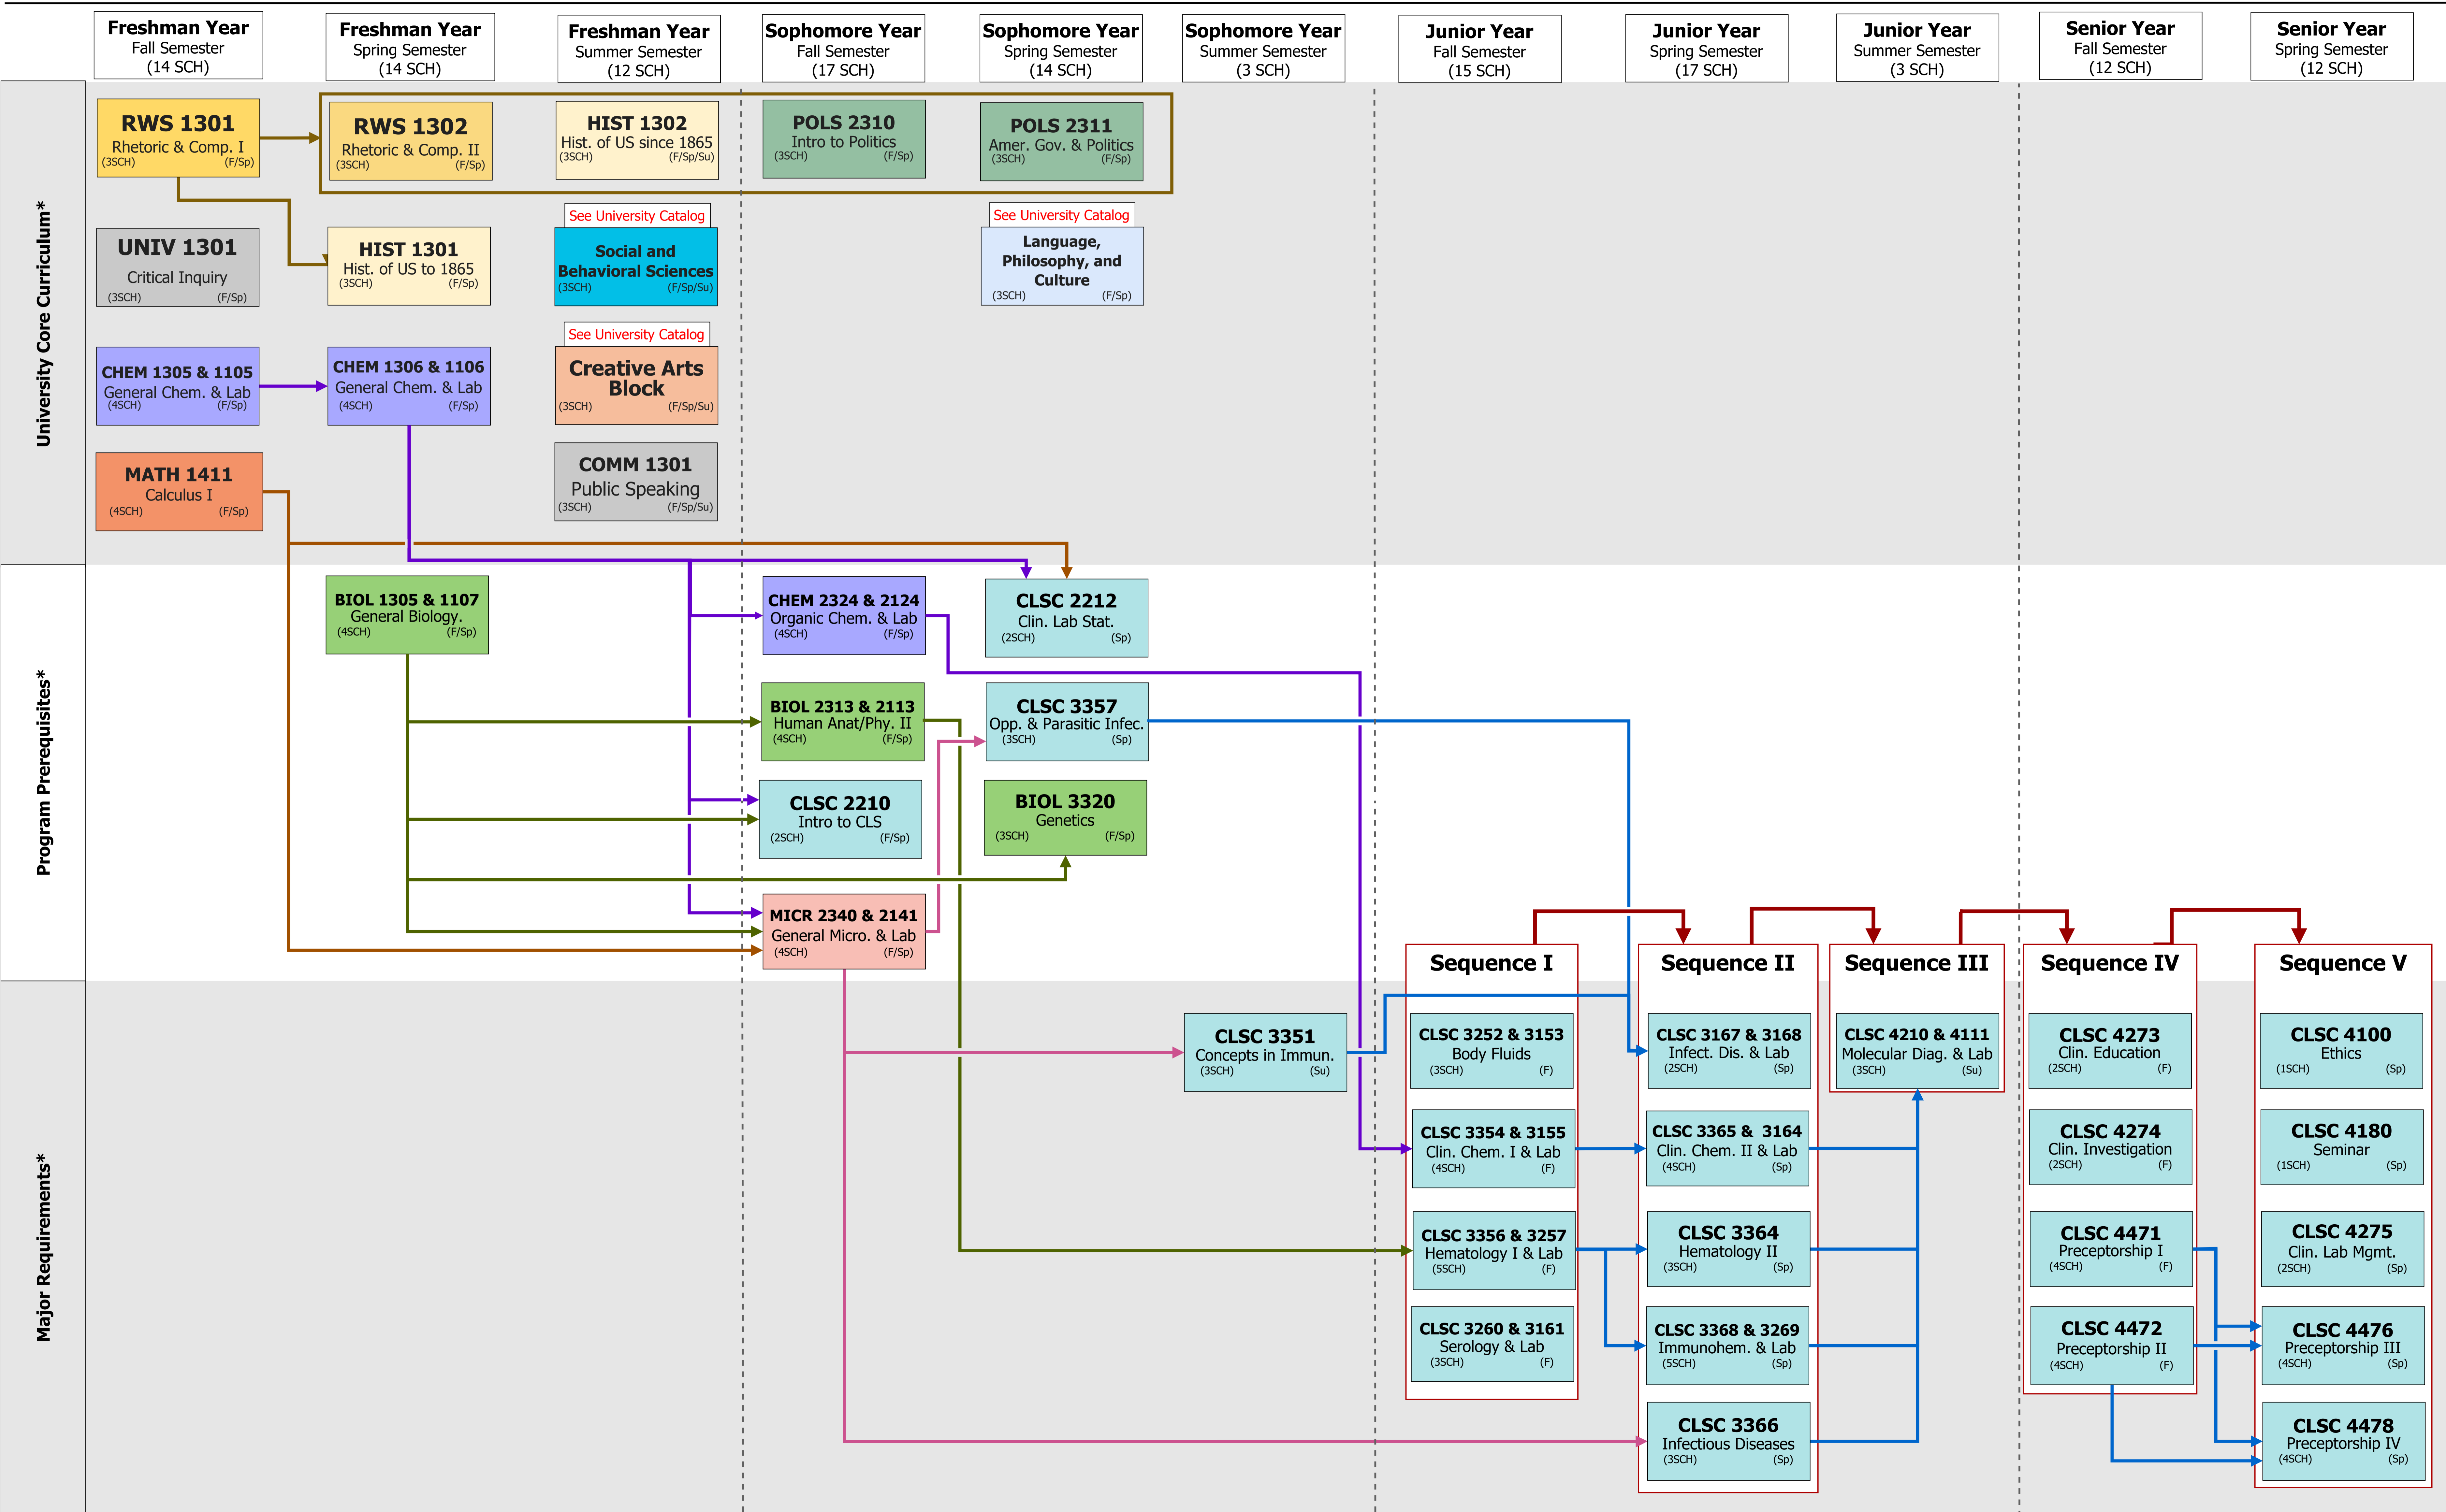 Freshman Year
Fall Semester
(14 SCH)
Freshman Year
Spring Semester
(14 SCH)
Freshman Year
Summer Semester
(12 SCH)
Sophomore Year
Fall Semester
(17 SCH)
Sophomore Year
Spring Semester
(14 SCH)
Sophomore Year
Summer Semester
(3 SCH)
Junior Year
Fall Semester
(15 SCH)
Junior Year
Spring Semester
(17 SCH)
Junior Year
Summer Semester
(3 SCH)
Senior Year
Fall Semester
(12 SCH)
Senior Year
Spring Semester
(12 SCH)
University Core Curriculum*
RWS 1301
Rhetoric & Comp. I
(3SCH) (F/Sp)
RWS 1302
Rhetoric & Comp. II
(3SCH) (F/Sp)
HIST 1302
Hist. of US since 1865
(3SCH) (F/Sp/Su)
POLS 2310
Intro to Politics
(3SCH) (F/Sp)
POLS 2311
Amer. Gov. & Politics
(3SCH) (F/Sp)
UNIV 1301
Critical Inquiry
(3SCH) (F/Sp)
HIST 1301
Hist. of US to 1865
(3SCH) (F/Sp)
See University Catalog
Social and
Behavioral Sciences
(3SCH) (F/Sp/Su)
See University Catalog
Language,
Philosophy, and
Culture
(3SCH) (F/Sp)
CHEM 1305 & 1105
General Chem. & Lab
(4SCH) (F/Sp)
CHEM 1306 & 1106
General Chem. & Lab
(4SCH) (F/Sp)
See University Catalog
Creative Arts
Block
(3SCH) (F/Sp/Su)
MATH 1411
Calculus I
(4SCH) (F/Sp)
COMM 1301
Public Speaking
(3SCH) (F/Sp/Su)
Program Prerequisites*
BIOL 1305 & 1107
General Biology.
(4SCH) (F/Sp)
CHEM 2324 & 2124
Organic Chem. & Lab
(4SCH) (F/Sp)
CLSC 2212
Clin. Lab Stat.
(2SCH) (Sp)
BIOL 2313 & 2113
Human Anat/Phy. II
(4SCH) (F/Sp)
CLSC 3357
Opp. & Parasitic Infec.
(3SCH) (Sp)
CLSC 2210
Intro to CLS
(2SCH) (F/Sp)
BIOL 3320
Genetics
(3SCH) (F/Sp)
MICR 2340 & 2141
General Micro. & Lab
(4SCH) (F/Sp)
Major Requirements*
CLSC 3351
Concepts in Immun.
(3SCH) (Su)
Sequence I
CLSC 3252 & 3153
Body Fluids
(3SCH) (F)
CLSC 3354 & 3155
Clin. Chem. I & Lab
(4SCH) (F)
CLSC 3356 & 3257
Hematology I & Lab
(5SCH) (F)
CLSC 3260 & 3161
Serology & Lab
(3SCH) (F)
Sequence II
CLSC 3167 & 3168
Infect. Dis. & Lab
(2SCH) (Sp)
CLSC 3365 & 3164
Clin. Chem. II & Lab
(4SCH) (Sp)
CLSC 3364
Hematology II
(3SCH) (Sp)
CLSC 3368 & 3269
Immunohem. & Lab
(5SCH) (Sp)
CLSC 3366
Infectious Diseases
(3SCH) (Sp)
Sequence III
CLSC 4210 & 4111
Molecular Diag. & Lab
(3SCH) (Su)
Sequence IV
CLSC 4273
Clin. Education
(2SCH) (F)
CLSC 4274
Clin. Investigation
(2SCH) (F)
CLSC 4471
Preceptorship I
(4SCH) (F)
CLSC 4472
Preceptorship II
(4SCH) (F)
Sequence V
CLSC 4100
Ethics
(1SCH) (Sp)
CLSC 4180
Seminar
(1SCH) (Sp)
CLSC 4275
Clin. Lab Mgmt.
(2SCH) (Sp)
CLSC 4476
Preceptorship III
(4SCH) (Sp)
CLSC 4478
Preceptorship IV
(4SCH) (Sp)